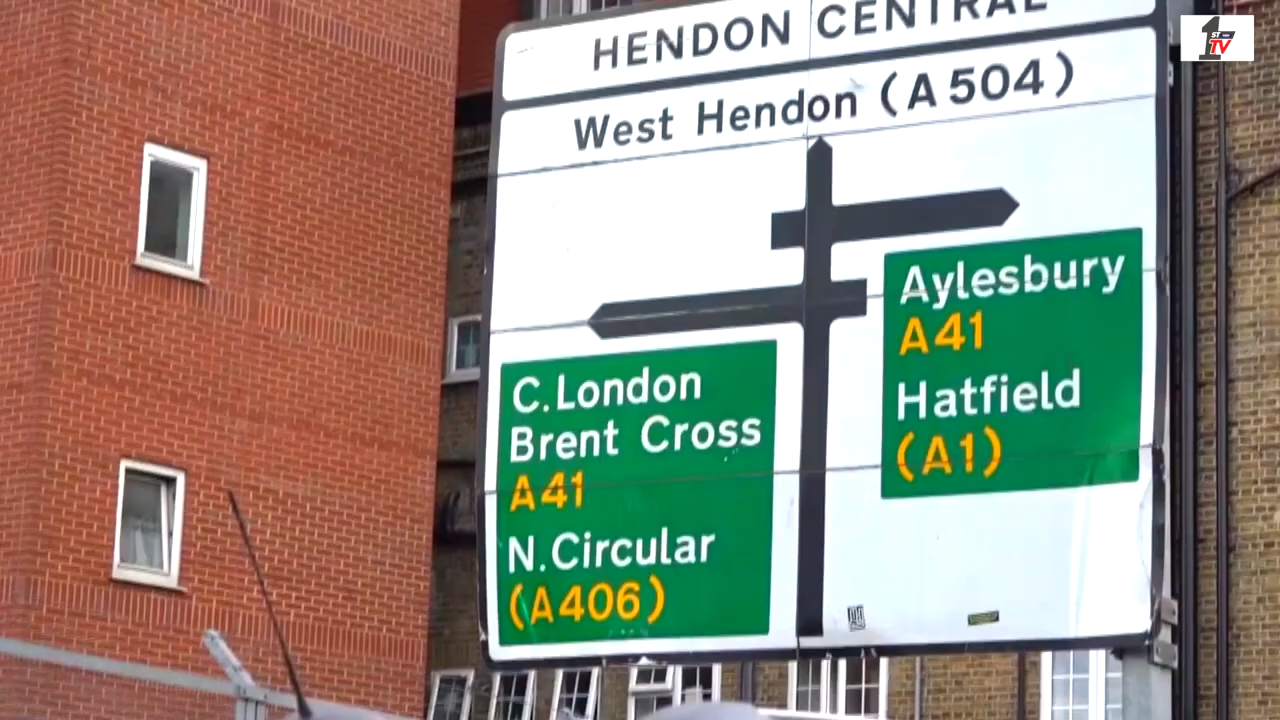 HENDON CENTRAL
West Hendon (A504)
Aylesbury
A41
Hatfield
(A1)
C.London
Brent Cross
A41
N.Circular
(A406)
1ST TV